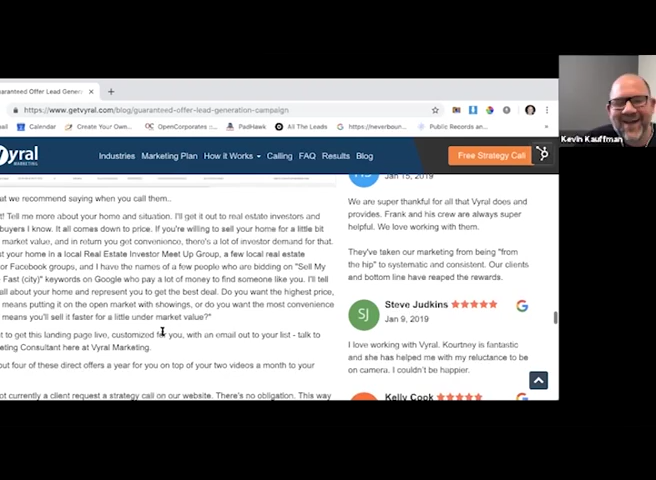 aranteed Offer Lead Genera
https://www.getvyral.com/blog/guaranteed-offer-lead-generation-campaign
Calendar
Create Your Own...
OpenCorporates ::...
PadHawk
All The Leads
https://neverboun...
Public Records an...
vyral
MARKETING
Industries
Marketing Plan
How it Works
Calling
FAQ
Results
Blog
Free Strategy Call
Kevin Kauffman
at we recommend saying when you call them..
t! Tell me more about your home and situation. I'll get it out to real estate investors and
buyers I know. It all comes down to price. If you're willing to sell your home for a little bit
market value, and in return you get convenience, there's a lot of investor demand for that.
st your home in a local Real Estate Investor Meet Up Group, a few local real estate
or Facebook groups, and I have the names of a few people who are bidding on "Sell My
Fast (city)" keywords on Google who pay a lot of money to find someone like you. I'll tell
all about your home and represent you to get the best deal. Do you want the highest price,
means putting it on the open market with showings, or do you want the most convenience
means you'll sell it faster for a little under market value?"
t to get this landing page live, customized for you, with an email out to your list - talk to
eting Consultant here at Vyral Marketing.
out four of these direct offers a year for you on top of your two videos a month to your
ot currently a client request a strategy call on our website. There's no obligation. This way
Jan 15, 2019
We are super thankful for all that Vyral does and
provides. Frank and his crew are always super
helpful. We love working with them.
They've taken our marketing from being "from
the hip" to systematic and consistent. Our clients
and bottom line have reaped the rewards.
SJ
Steve Judkins
Jan 9, 2019
I love working with Vyral. Kourtney is fantastic
and she has helped me with my reluctance to be
on camera. I couldn't be happier.
Kelly Cook